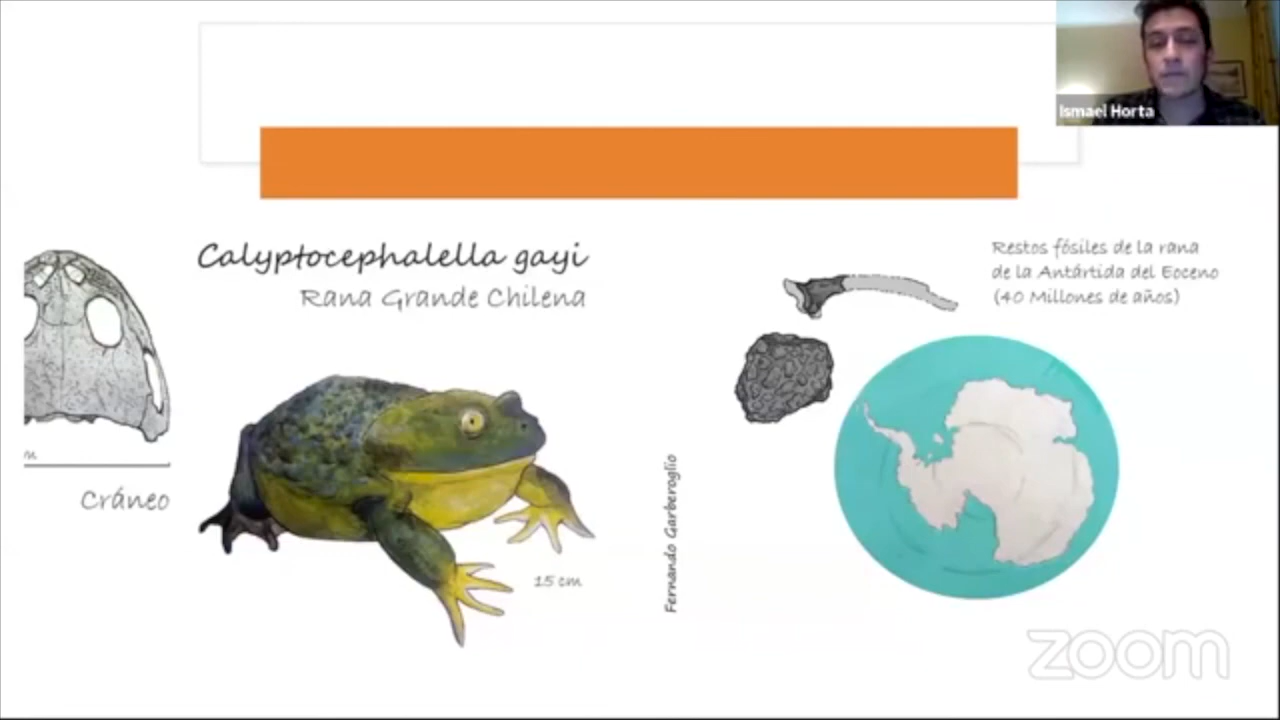 Ismael Horta
Calyptocephalella gayi
Rana Grande Chilena
Restos fósiles de la rana
de la Antártida del Eoceno
(40 Millones de años)
m
Cráneo
15 cm
Fernando Garberoglio
zoom